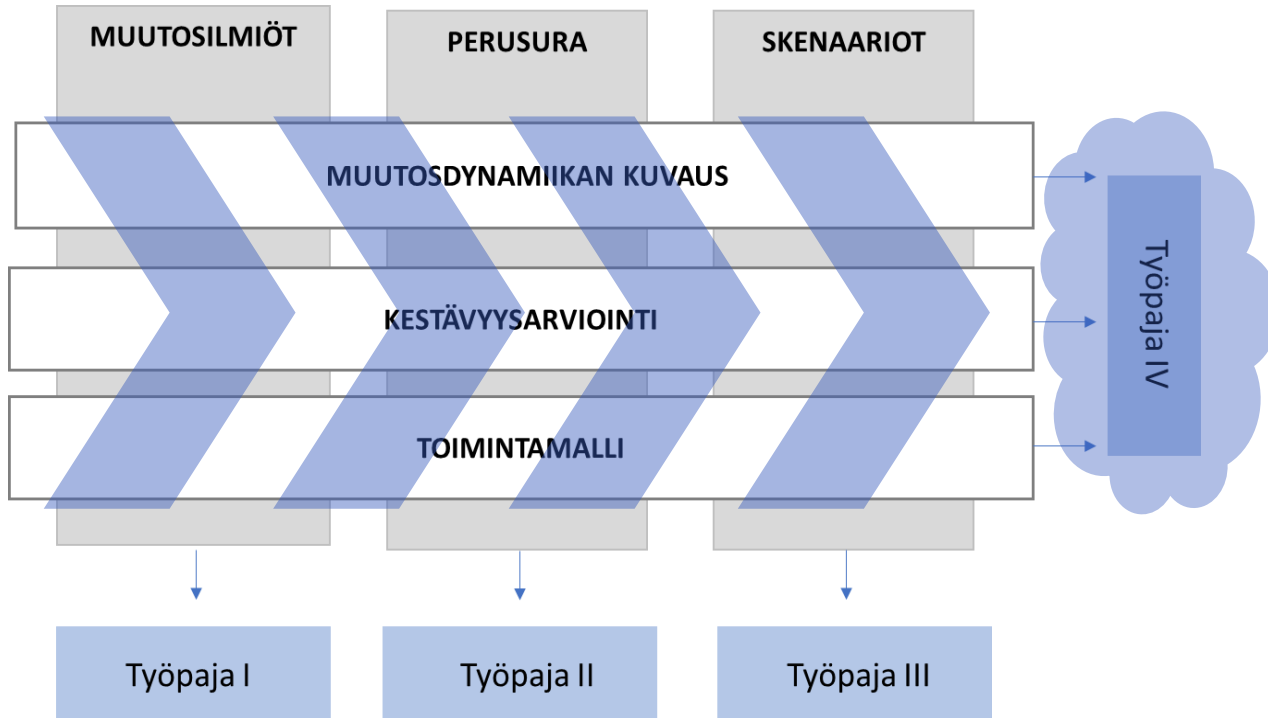 MUUTOSILMIÖT
PERUSURA
SKENAARIOT
MUUTOSDYNAMIIKAN KUVAUS
KESTÄVYYSARVIOINTI
TOIMINTAMALLI
Työpaja IV
Työpaja I
Työpaja II
Työpaja III